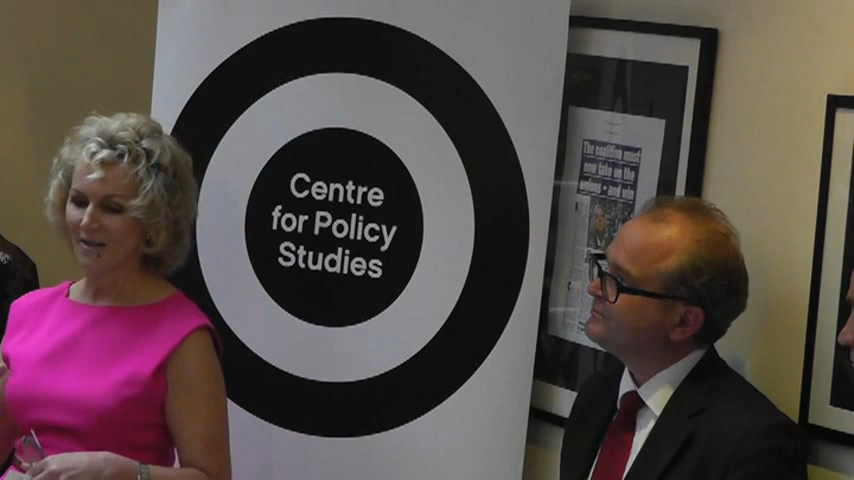 Centre
for Policy
Studies
The coalition must
now take on the
unions - and win